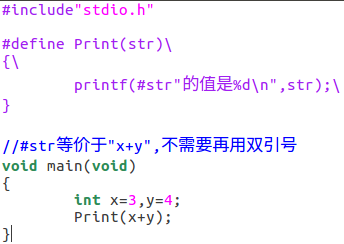 #include"stdio.h"
#define Print(str)\
{\
printf(#str"的值是%d\n",str);\
}
//#str等价于"x+y",不需要再用双引号
void main(void)
{
int x=3,y=4;
Print(x+y);
}